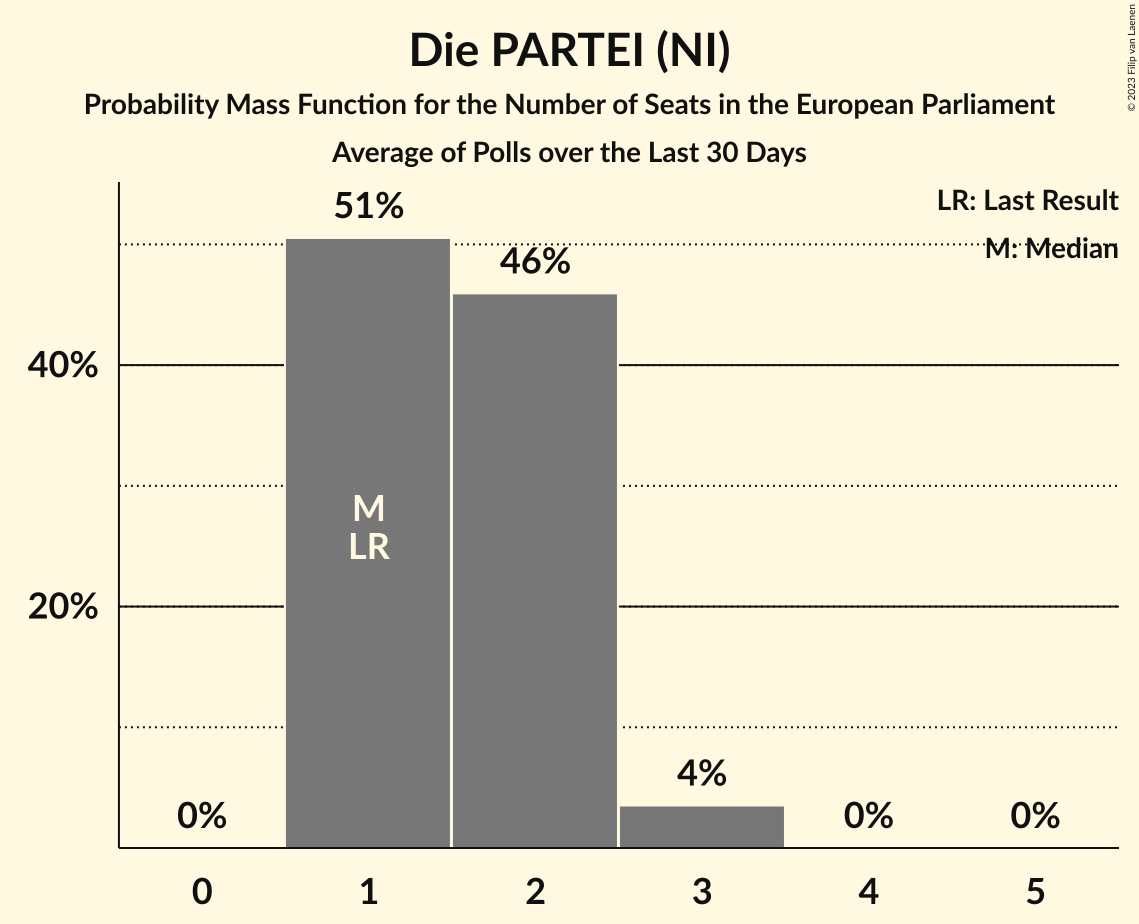 Die PARTEI (NI)
Probability Mass Function for the Number of Seats in the European Parliament
Average of Polls over the Last 30 Days
© 2023 Filip van Laenen
LR: Last Result
M: Median
51%
46%
40%
M
LR
20%
4%
0%
0%
0%
0 1 2 3 4 5